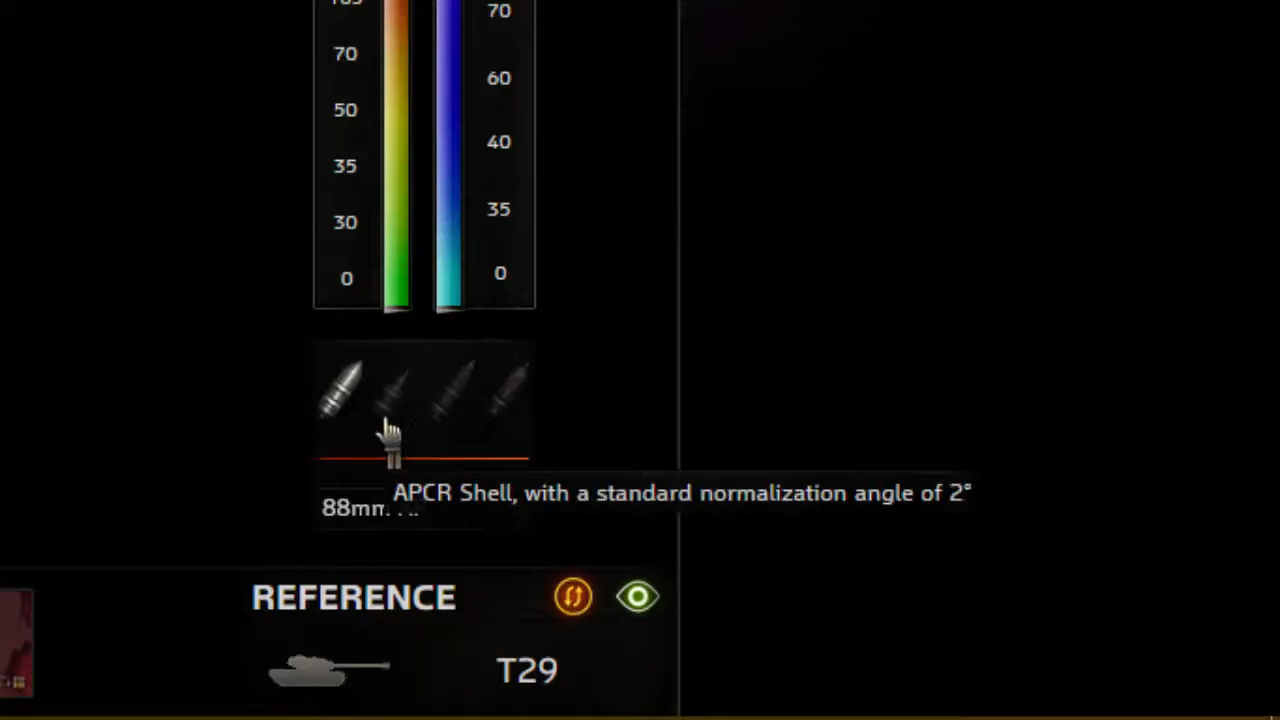 70
70
60
50
40
35
35
30
0
0
APCR Shell, with a standard normalization angle of 2°
88mm
REFERENCE
T29